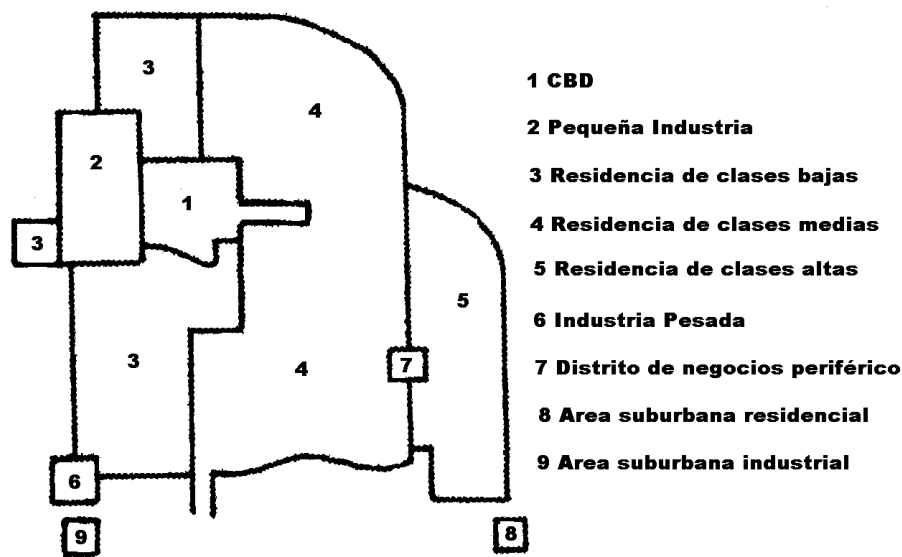 3
4
2
1
3
5
3
4
7
6
9
8
1 CBD
2 Pequeña Industria
3 Residencia de clases bajas
4 Residencia de clases medias
5 Residencia de clases altas
6 Industria Pesada
7 Distrito de negocios periférico
8 Area suburbana residencial
9 Area suburbana industrial